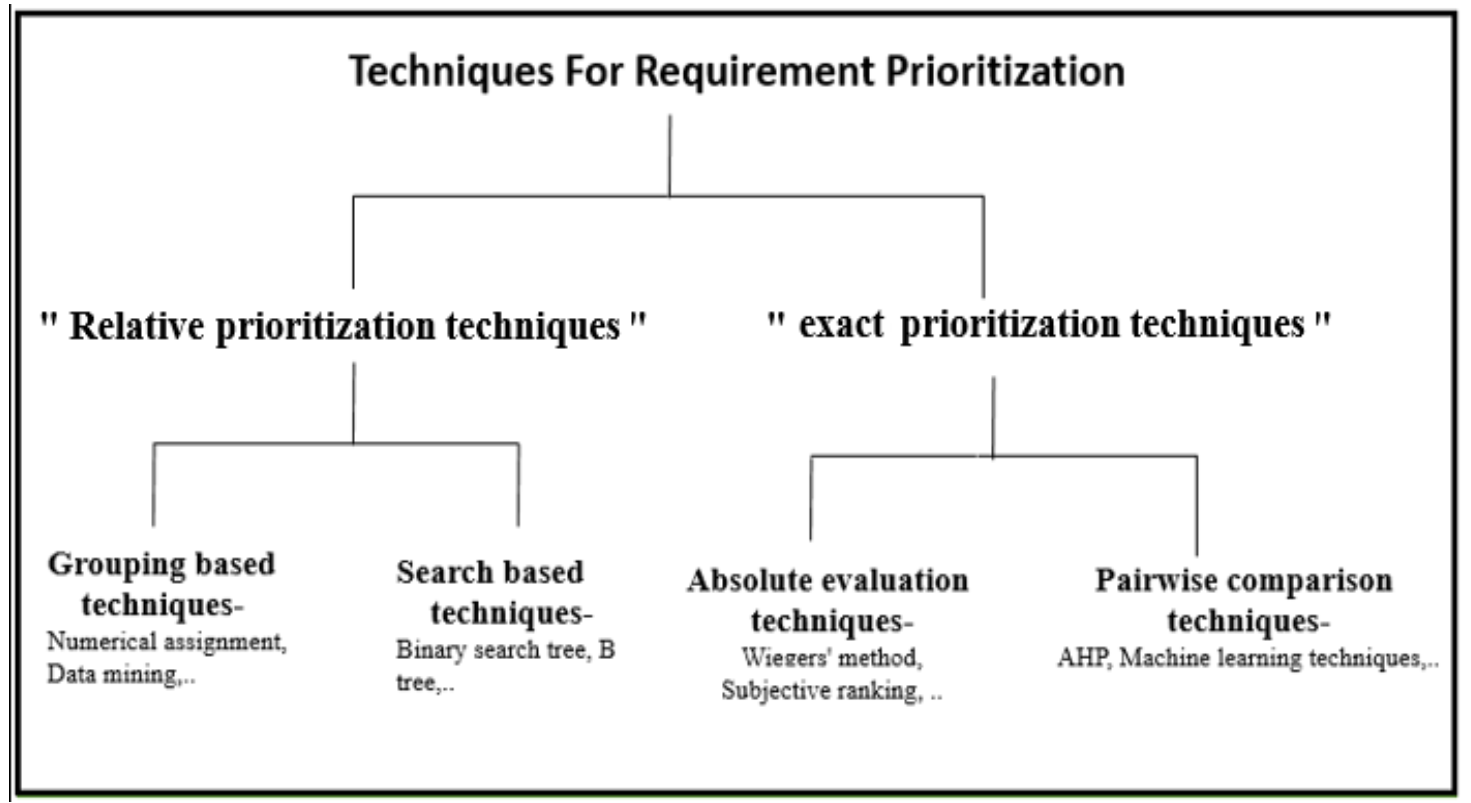 Techniques For Requirement Prioritization
" Relative prioritization techniques "
" exact prioritization techniques "
Grouping based
techniques-
Numerical assignment,
Data mining,..
Search based
techniques-
Binary search tree, B
tree,..
Absolute evaluation
techniques-
Wiegers' method,
Subjective ranking, ..
Pairwise comparison
techniques-
AHP, Machine learning techniques,..